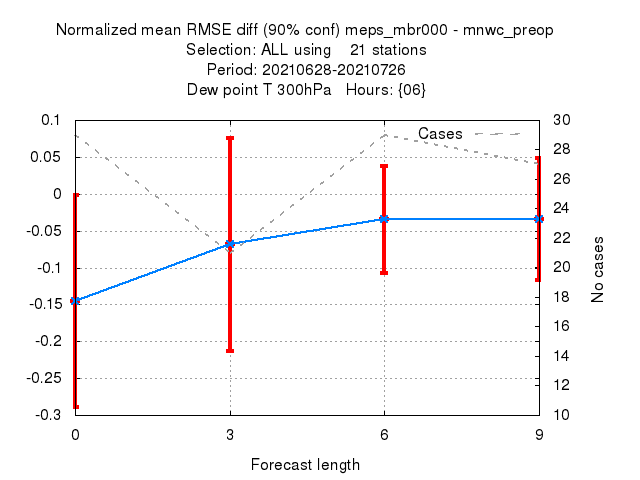 Normalized mean RMSE diff (90% conf) meps_mbr000 - mnwc_preop
Selection: ALL using 21 stations
Period: 20210628-20210726
Dew point T 300hPa Hours: {06}
0.1
0.05
0
-0.05
-0.1
-0.15
-0.2
-0.25
-0.3
Cases
30
28
26
24
22
20
18
16
14
12
10
No cases
0 3 6 9
Forecast length